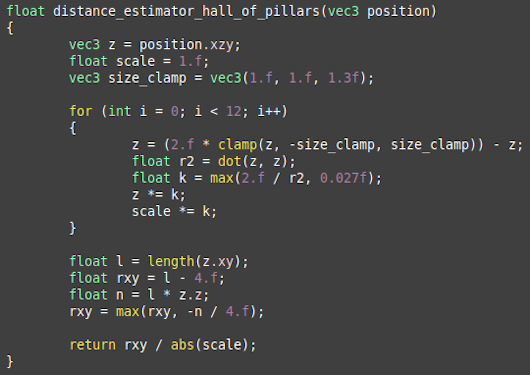 float distance_estimator_hall_of_pillars(vec3 position)
{
vec3 z = position.xzy;
float scale = 1.f;
vec3 size_clamp = vec3(1.f, 1.f, 1.3f);
for (int i = 0; i < 12; i++)
{
z = (2.f * clamp(z, -size_clamp, size_clamp)) - z;
float r2 = dot(z, z);
float k = max(2.f / r2, 0.027f);
z *= k;
scale *= k;
}
float l = length(z.xy);
float rxy = l - 4.f;
float n = l * z.z;
rxy = max(rxy, -n / 4.f);
return rxy / abs(scale);
}